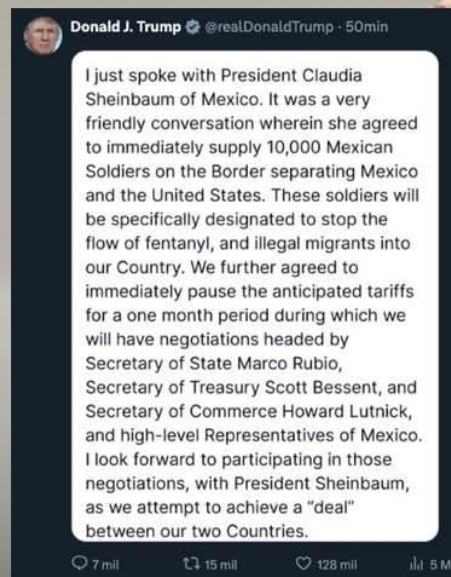 Donald J. Trump @realDonaldTrump · 50min
I just spoke with President Claudia
Sheinbaum of Mexico. It was a very
friendly conversation wherein she agreed
to immediately supply 10,000 Mexican
Soldiers on the Border separating Mexico
and the United States. These soldiers will
be specifically designated to stop the
flow of fentanyl, and illegal migrants into
our Country. We further agreed to
immediately pause the anticipated tariffs
for a one month period during which we
will have negotiations headed by
Secretary of State Marco Rubio,
Secretary of Treasury Scott Bessent, and
Secretary of Commerce Howard Lutnick,
and high-level Representatives of Mexico.
I look forward to participating in those
negotiations, with President Sheinbaum,
as we attempt to achieve a “deal”
between our two Countries.
7 mil 15 mil 128 mil 5 M